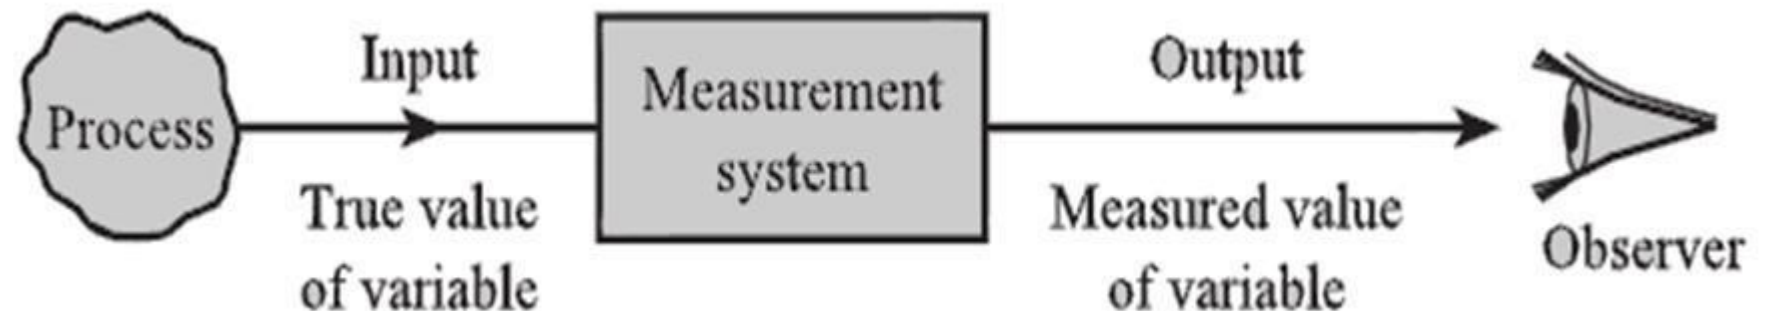 Process
Input
True value
of variable
Measurement
system
Output
Measured value
of variable
Observer